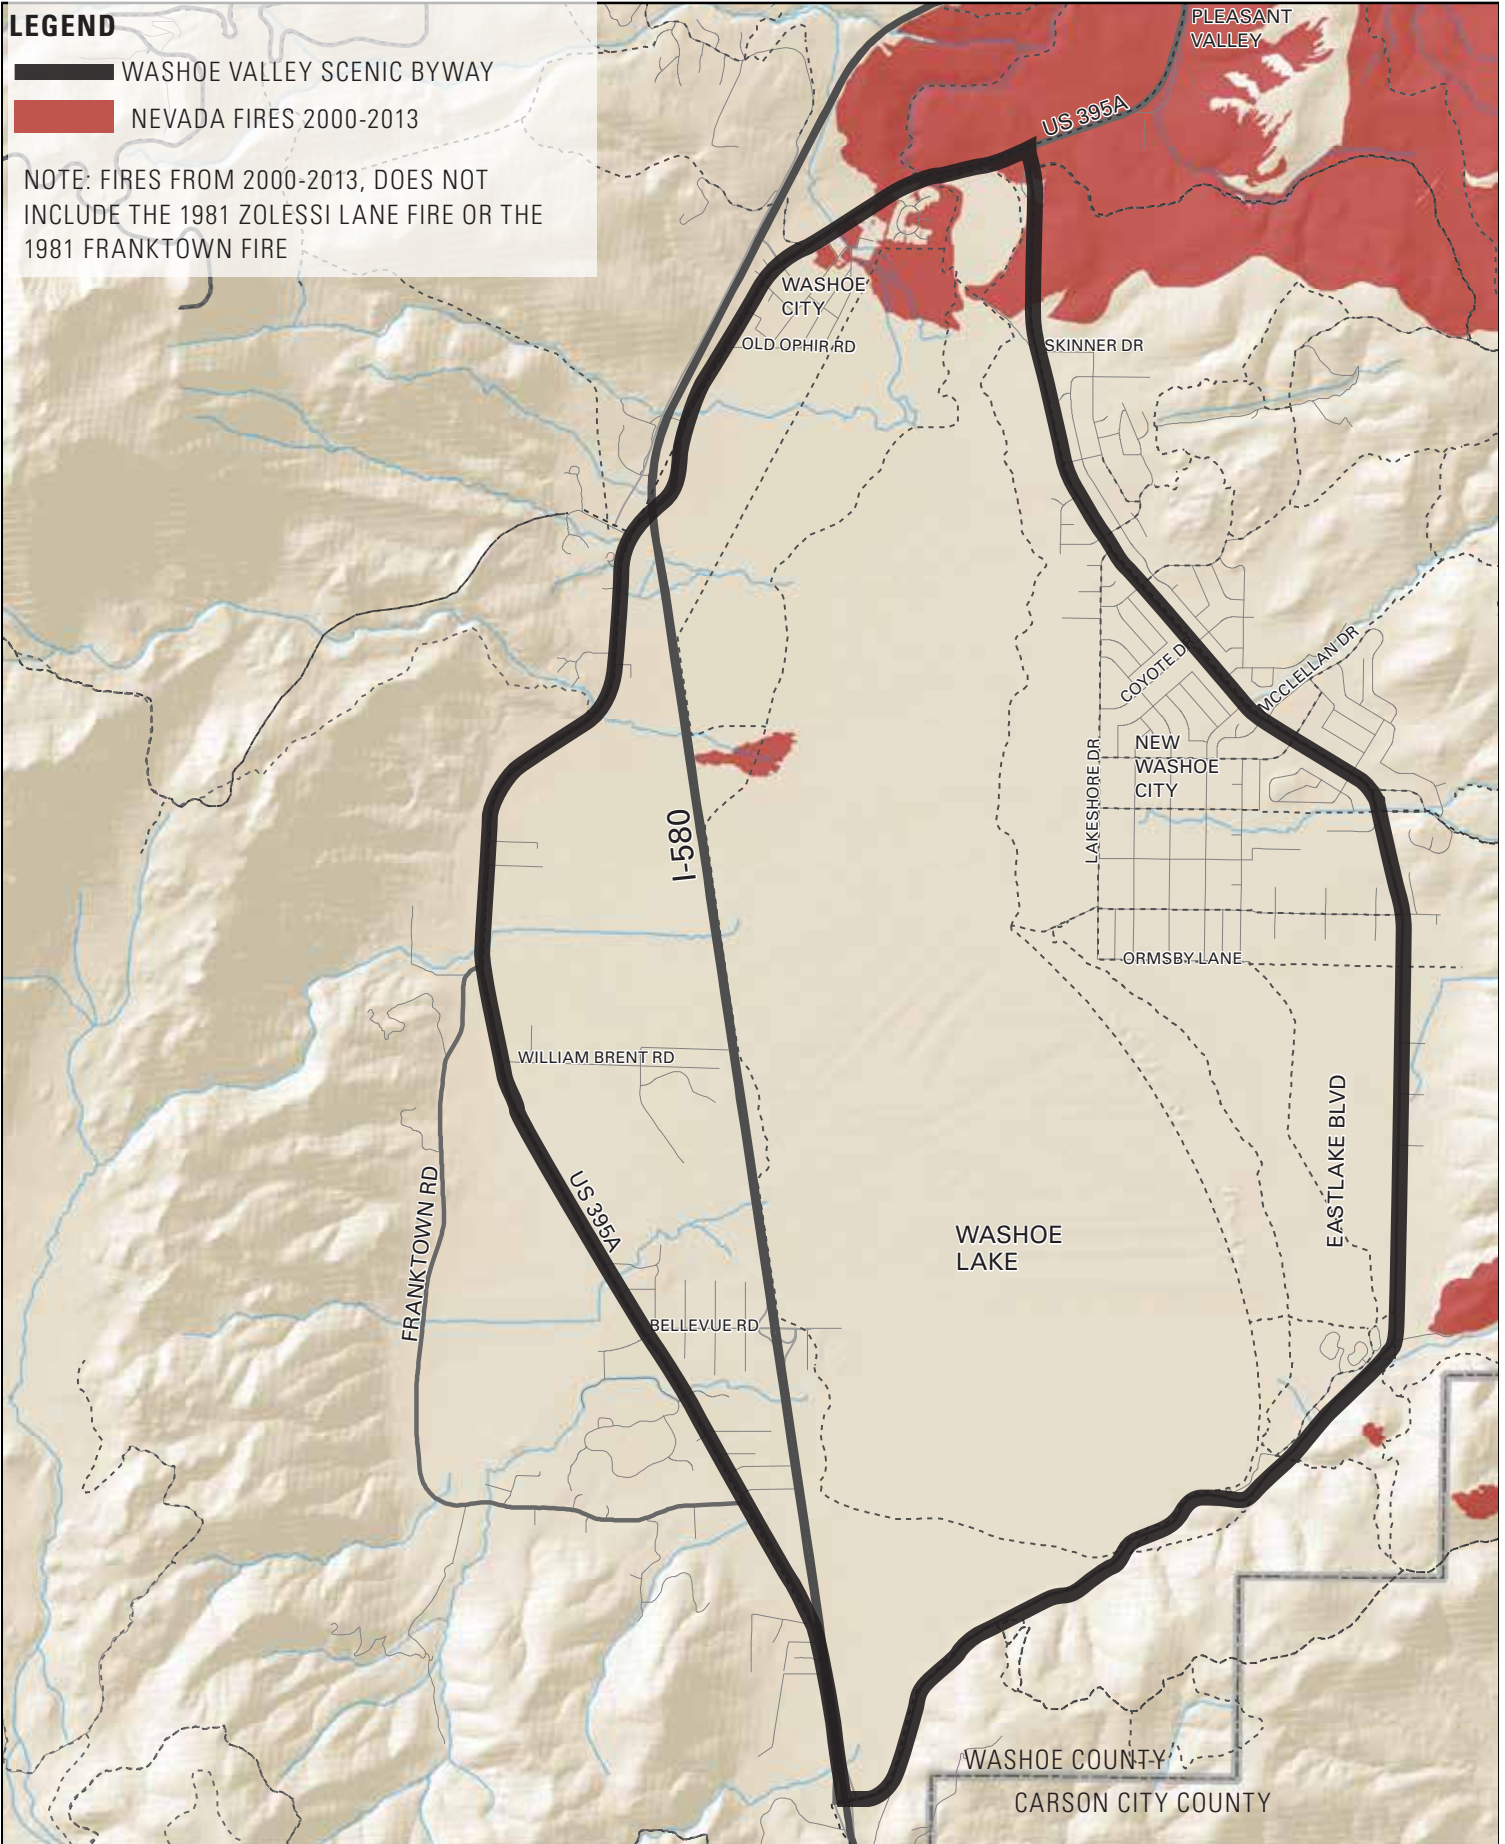 LEGEND
WASHOE VALLEY SCENIC BYWAY
NEVADA FIRES 2000-2013
NOTE: FIRES FROM 2000-2013, DOES NOT
INCLUDE THE 1981 ZOLESSI LANE FIRE OR THE
1981 FRANKTOWN FIRE
PLEASANT
VALLEY
US 395A
WASHOE
CITY
OLD OPHIR RD
SKINNER DR
COYOTE D
MCCLELLAN DR
NEW
WASHOE
CITY
LAKESHORE DR
I-580
ORMSBY LANE
WILLIAM BRENT RD
EASTLAKE BLVD
FRANKTOWN RD
US 395A
WASHOE
LAKE
BELLEVUE RD
WASHOE COUNTY
CARSON CITY COUNTY